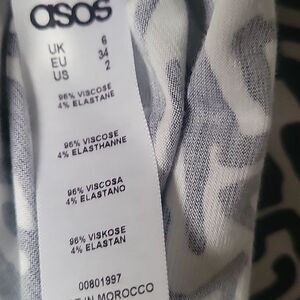 asos
UK 6
EU 34
US 2
96% VISCOSE
4% ELASTANE
96% VISCOSE
4% ELASTHANNE
96% VISCOSA
4% ELASTANO
96% VISKOSE
4% ELASTAN
00801997
IN MOROCCO